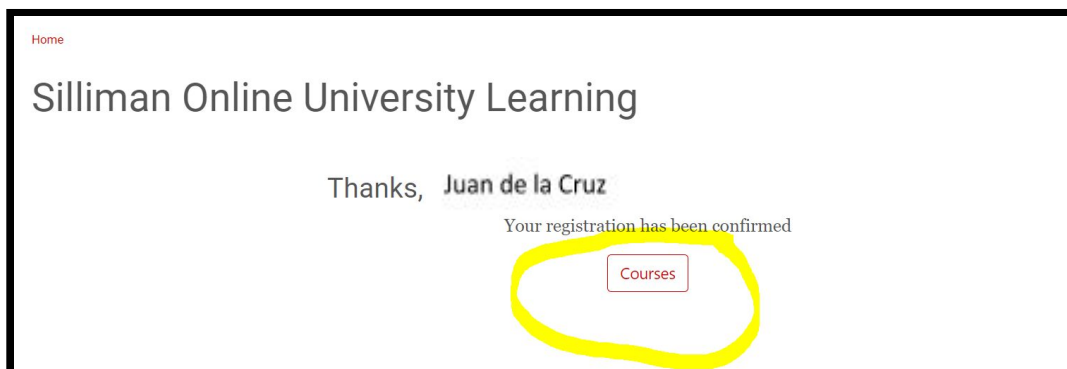 Home
Silliman Online University Learning
Thanks, Juan de la Cruz
Your registration has been confirmed
Courses